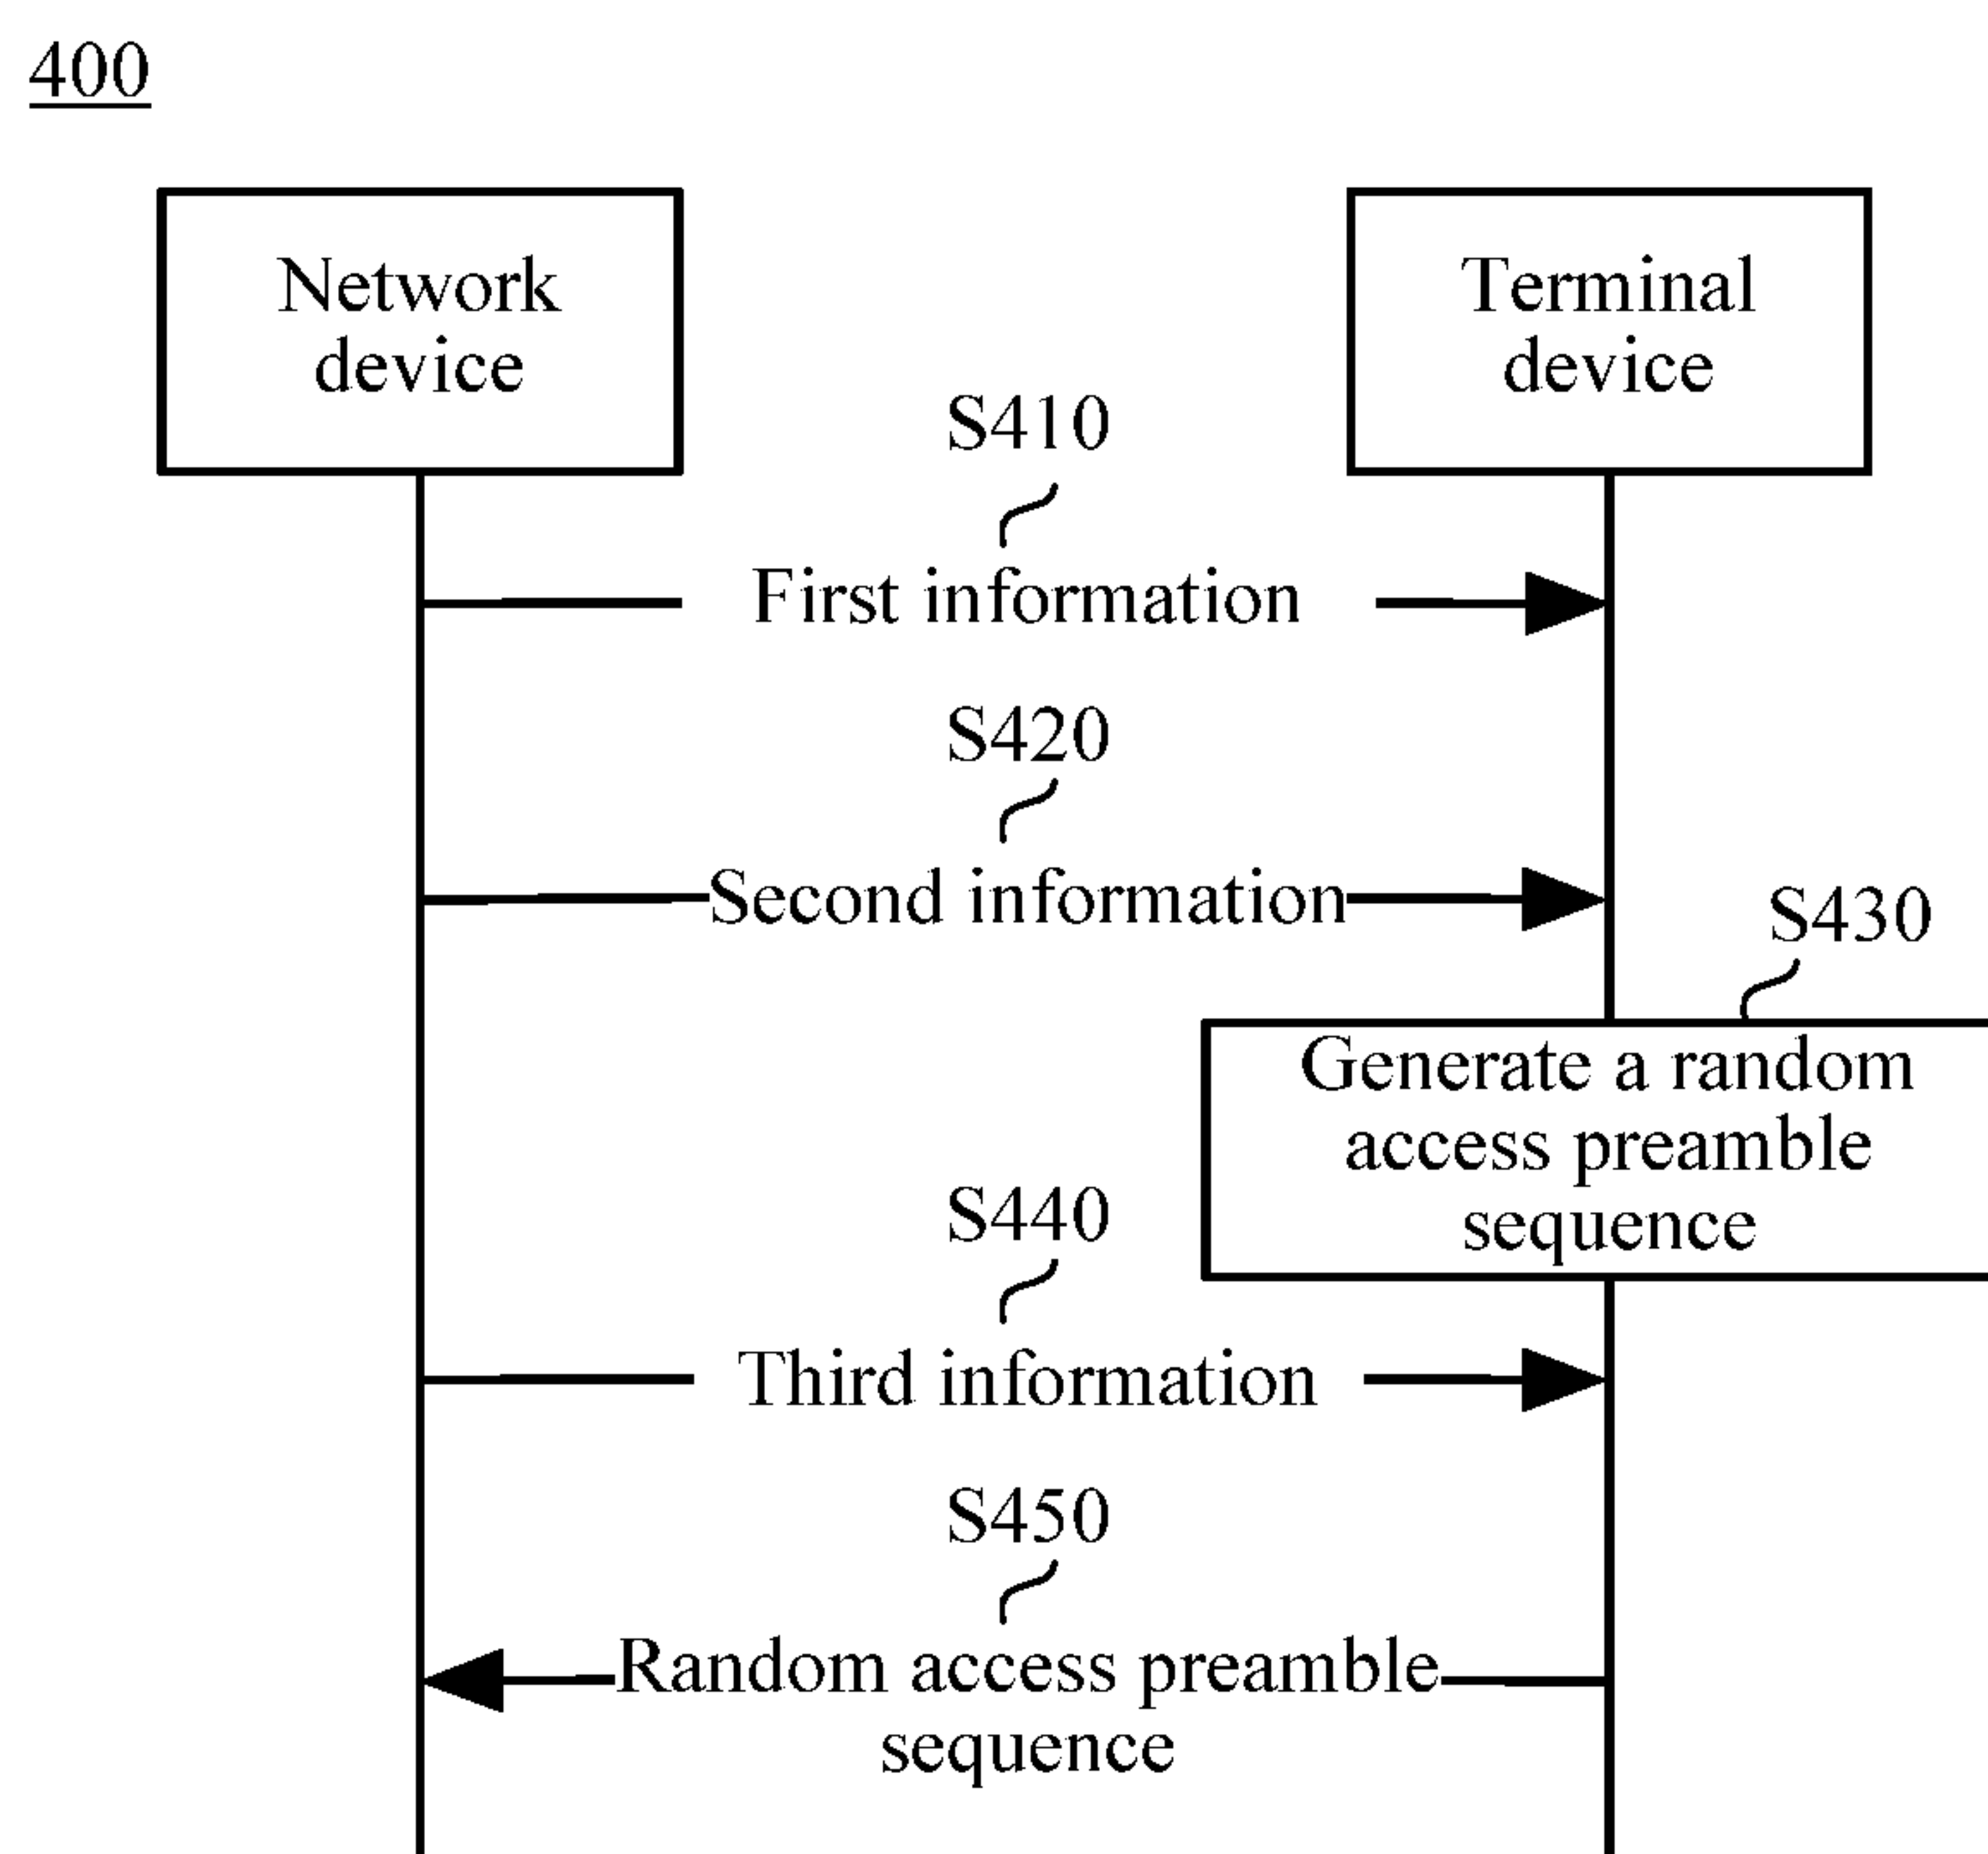 400
Network
device
Terminal
device
S410
First information
S420
Second information
S430
Generate a random
access preamble
sequence
S440
Third information
S450
Random access preamble
sequence